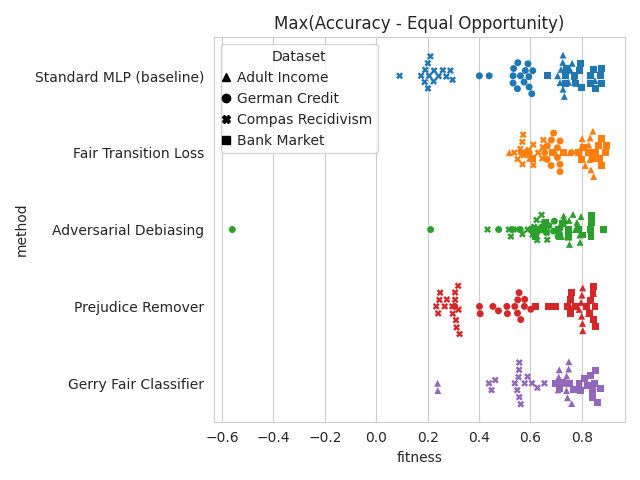 Max(Accuracy - Equal Opportunity)
Dataset
Adult Income
German Credit
Compas Recidivism
Bank Market
method
Standard MLP (baseline)
Fair Transition Loss
Adversarial Debiasing
Prejudice Remover
Gerry Fair Classifier
−0.6 −0.4 −0.2 0.0 0.2 0.4 0.6 0.8
fitness